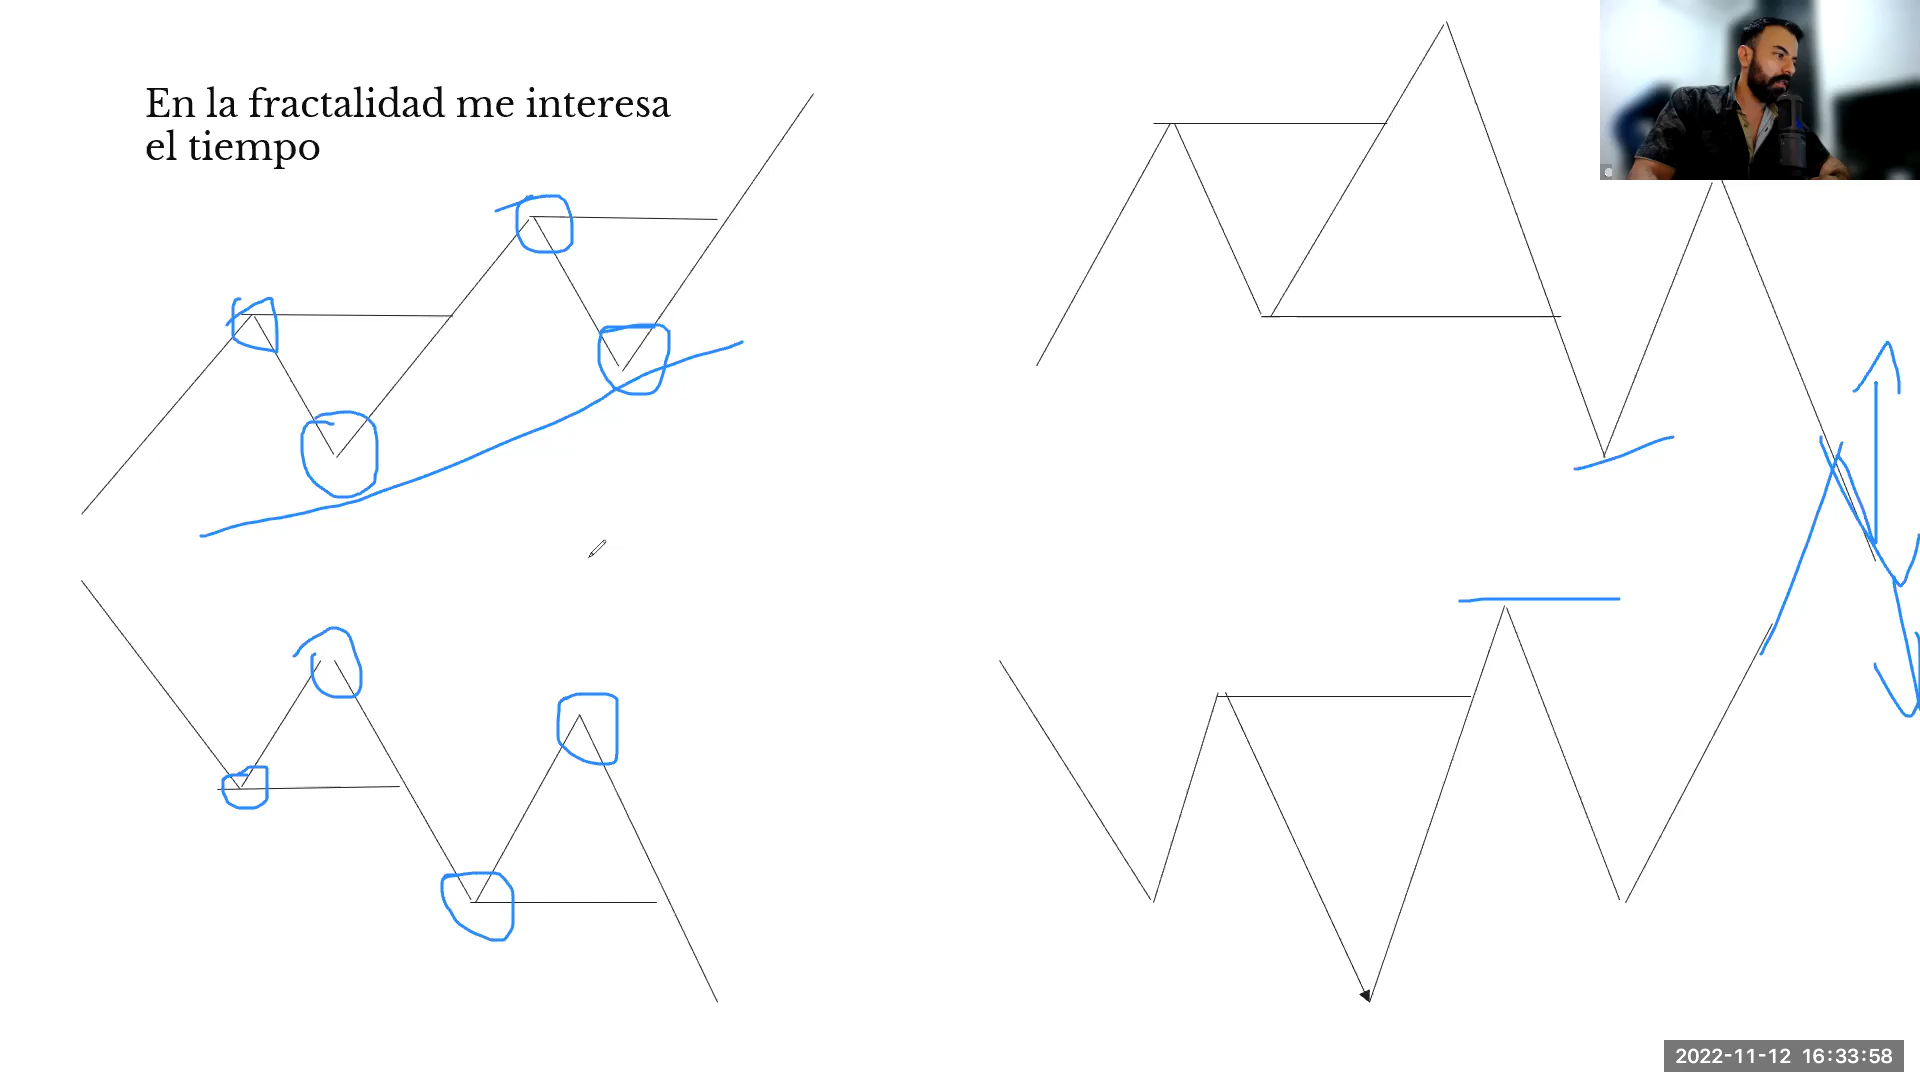 En la fractalidad me interesa
el tiempo
2022-11-12 16:33:58